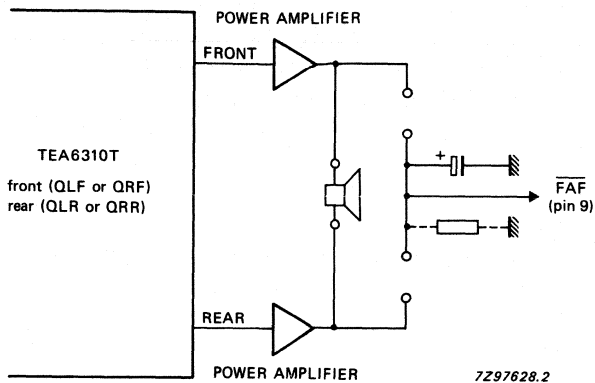 POWER AMPLIFIER
FRONT
TEA6310T
front (QLF or QRF)
rear (QLR or QRR)
+
FAF
(pin 9)
REAR
POWER AMPLIFIER
7Z97628.2